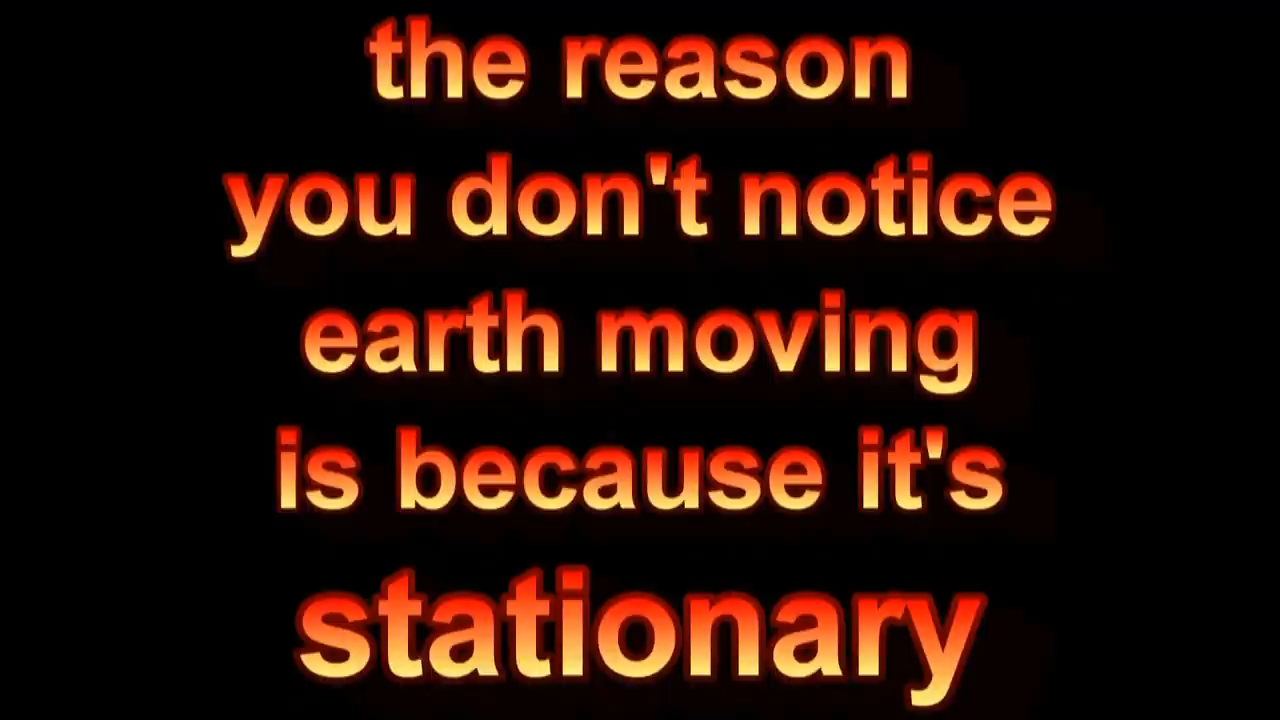 the reason
you don't notice
earth moving
is because it's
stationary